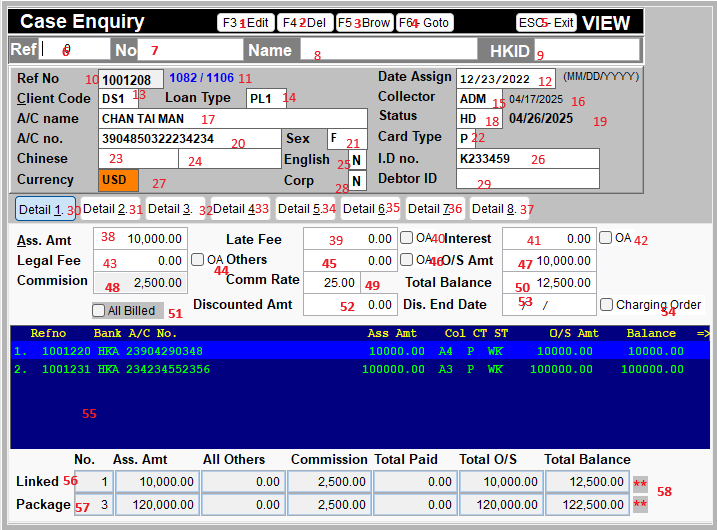 Case Enquiry F3 1 Edit F4 2 Del F5 3 Brow F6 4 Goto ESC 5 Exit VIEW
Ref 6 0 No 7 Name 8 HKID 9
Ref No 10 1001208 1082 / 1106 11 Date Assign 12/23/2022 12 (MM/DD/YYYY)
Client Code DS1 13 Loan Type PL1 14 Collector ADM 15 04/17/2025 16
A/C name CHAN TAI MAN 17 Status HD 18 04/26/2025 19
A/C no. 3904850322234234 20 Sex F 21 Card Type P 22
Chinese 23 24 English 25 N I.D no. K233459 26
Currency USD 27 Corp 28 N Debtor ID 29
Detail 1. 30 Detail 2. 31 Detail 3. 32 Detail 4 33 Detail 5. 34 Detail 6. 35 Detail 7 36 Detail 8. 37
Ass. Amt 38 10,000.00 Late Fee 39 0.00 OA 40 Interest 41 0.00 OA 42
Legal Fee 43 0.00 OA 44 Others 45 0.00 OA 46 O/S Amt 47 10,000.00
Commision 48 2,500.00 Comm Rate 25.00 49 Total Balance 50 12,500.00
All Billed 51 Discounted Amt 52 0.00 Dis. End Date 53 / / Charging Order 54
Refno Bank A/C No. Ass Amt Col CT ST O/S Amt Balance =>
1. 1001220 HKA 23904290348 10000.00 A4 P WK 10000.00 10000.00
2. 1001231 HKA 234234552356 100000.00 A3 P WK 100000.00 100000.00
55
No. Ass. Amt All Others Commission Total Paid Total O/S Total Balance
Linked 56 1 10,000.00 0.00 2,500.00 0.00 10,000.00 12,500.00 **
Package 57 3 120,000.00 0.00 2,500.00 0.00 120,000.00 122,500.00 ** 58